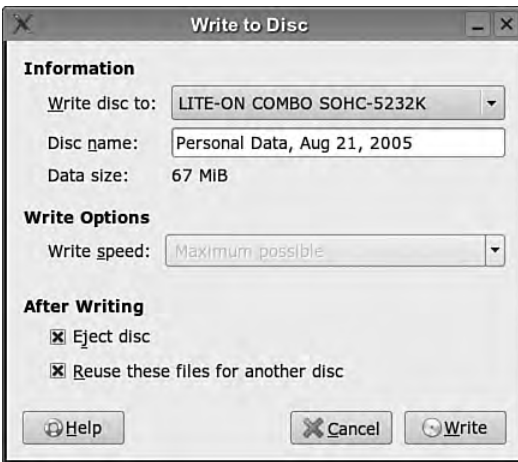 Write to Disc
Information
Write disc to: LITE-ON COMBO SOHC-5232K
Disc name: Personal Data, Aug 21, 2005
Data size: 67 MiB
Write Options
Write speed: Maximum possible
After Writing
Eject disc
Reuse these files for another disc
Help Cancel Write